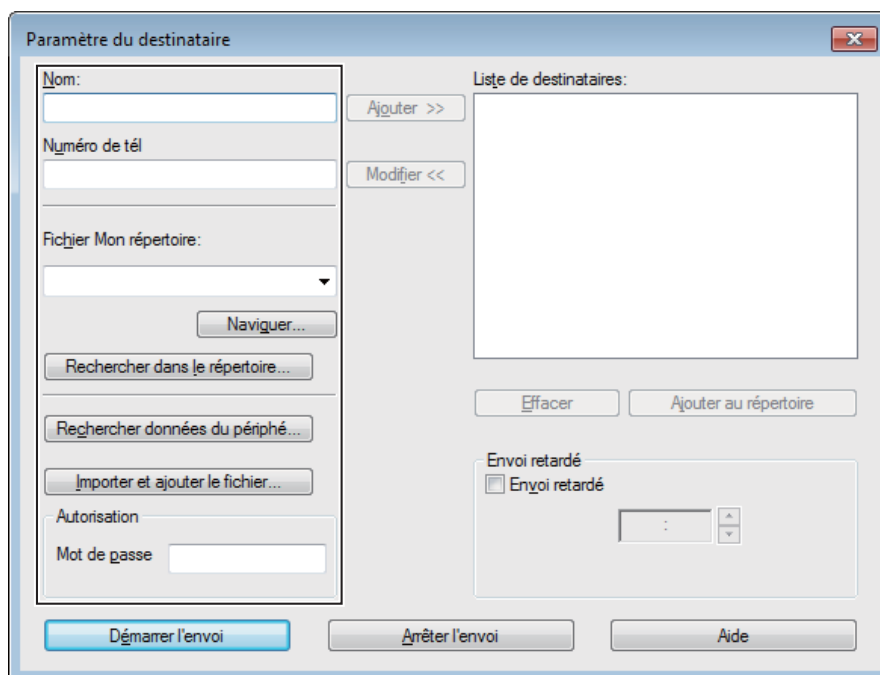 Paramètre du destinataire
Nom:
Ajouter >>
Numéro de tél
Modifier <<
Fichier Mon répertoire:
Naviguer...
Rechercher dans le répertoire...
Rechercher données du périphé...
Importer et ajouter le fichier...
Autorisation
Mot de passe
Liste de destinataires:
Effacer
Ajouter au répertoire
Envoi retardé
Envoi retardé
:
Démarrer l'envoi
Arrêter l'envoi
Aide